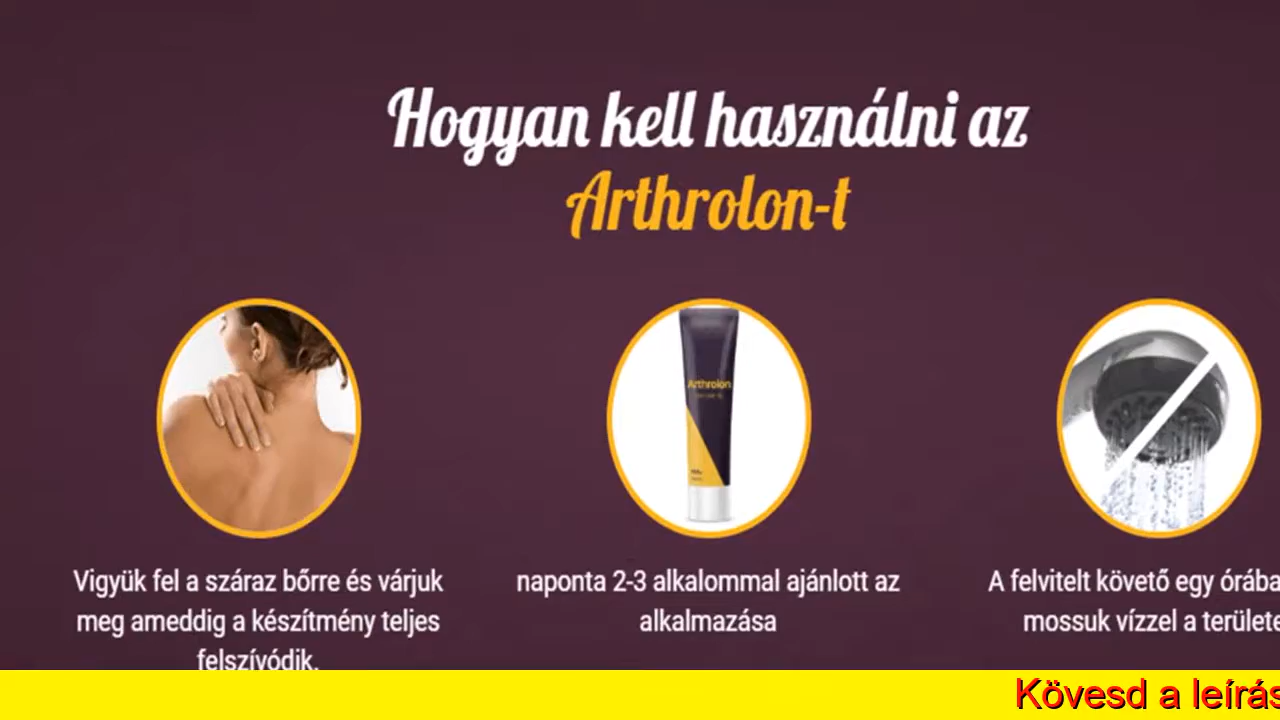 Hogyan kell használni az
Arthrolon-t
Arthrolon
Vigyük fel a száraz bőrre és várjuk
meg ameddig a készítmény teljes
felszívódik.
naponta 2-3 alkalommal ajánlott az
alkalmazása
A felvitelt követő egy órába
mossuk vízzel a területe
Kövesd a leírás